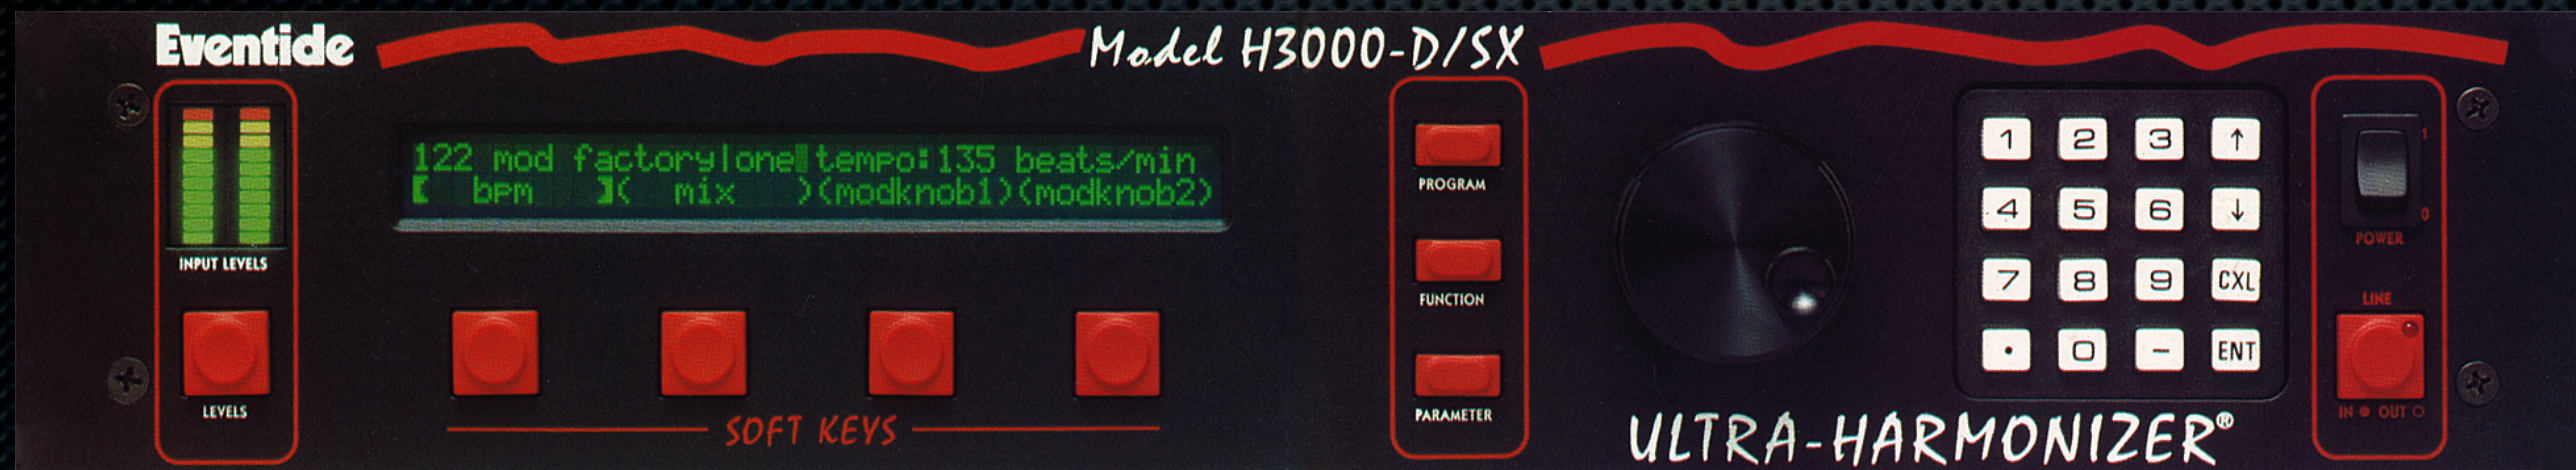 Eventide
Model H3000-D/SX
INPUT LEVELS
LEVELS
122 mod factory|one tempo:135 beats/min
[ bpm ]( mix )(modknob1)(modknob2)
SOFT KEYS
PROGRAM
FUNCTION
PARAMETER
1 2 3 ↑
4 5 6 ↓
7 8 9 CXL
• 0 − ENT
ULTRA-HARMONIZER®
1
0
POWER
LINE
IN OUT